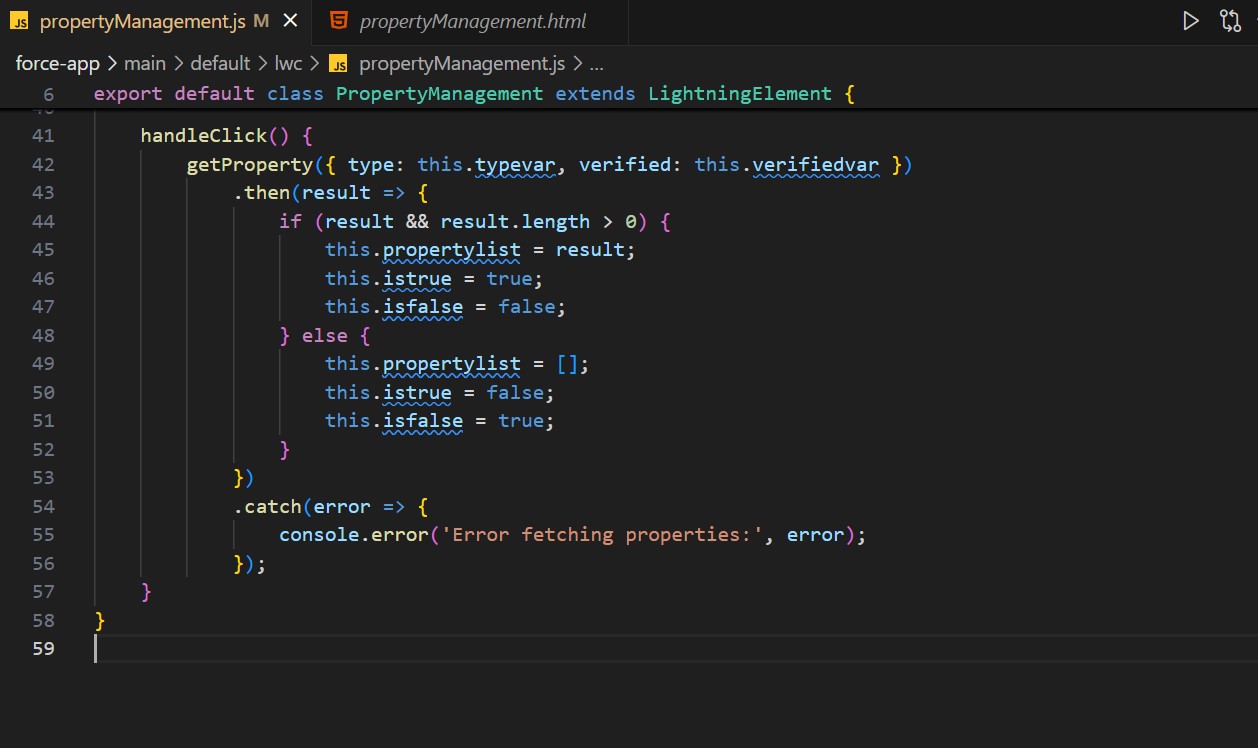 JS propertyManagement.js M × propertyManagement.html
force-app > main > default > lwc > JS propertyManagement.js > ...
6 export default class PropertyManagement extends LightningElement {
41 handleClick() {
42 getProperty({ type: this.typevar, verified: this.verifiedvar })
43 .then(result => {
44 if (result && result.length > 0) {
45 this.propertylist = result;
46 this.istrue = true;
47 this.isfalse = false;
48 } else {
49 this.propertylist = [];
50 this.istrue = false;
51 this.isfalse = true;
52 }
53 })
54 .catch(error => {
55 console.error('Error fetching properties:', error);
56 });
57 }
58 }
59